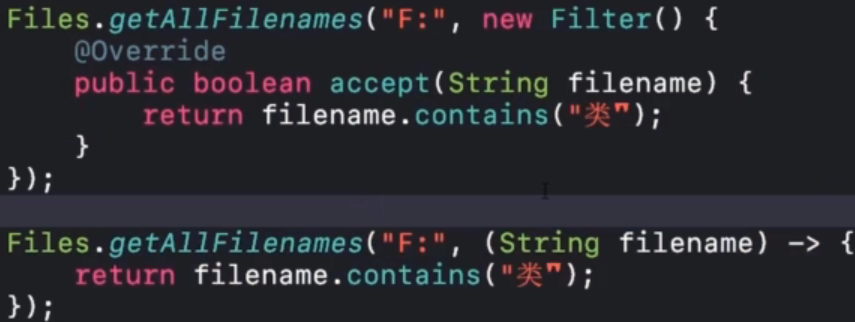 Files.getAllFilenames("F:", new Filter() {
    @Override
    public boolean accept(String filename) {
        return filename.contains("类");
    }
});
Files.getAllFilenames("F:", (String filename) -> {
    return filename.contains("类");
});